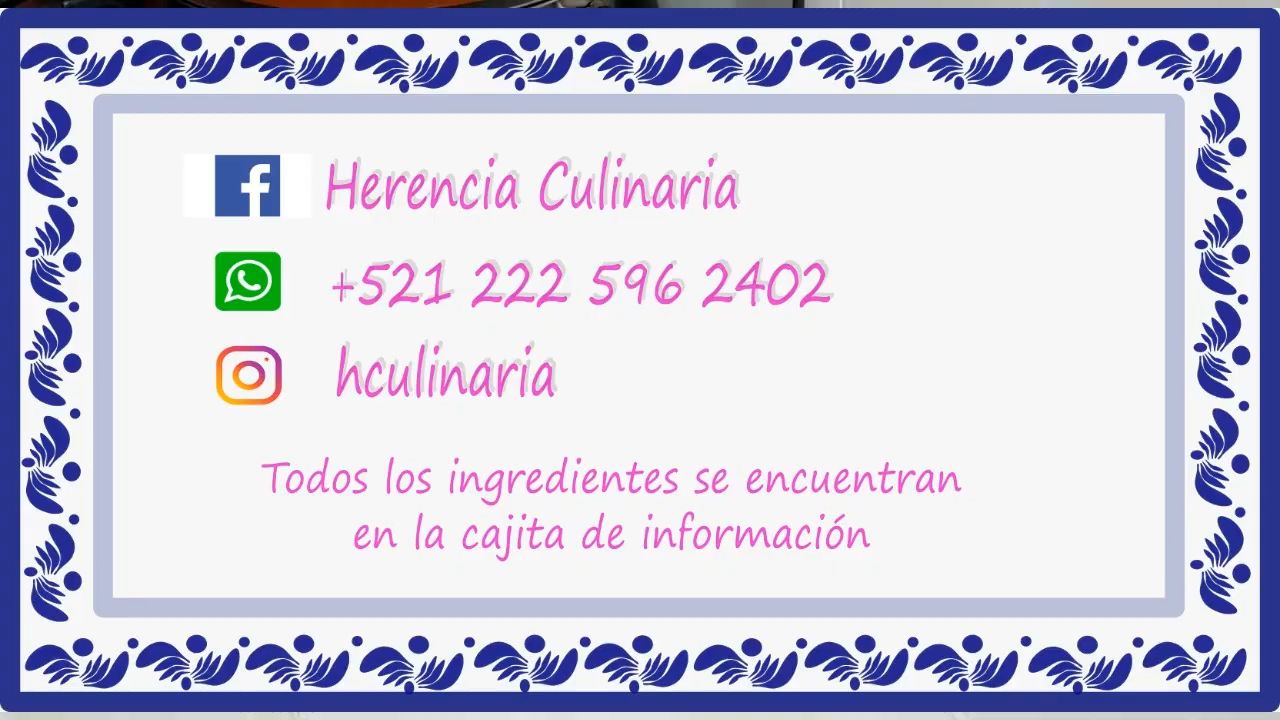 Herencia Culinaria
+521 222 596 2402
hculinaria
Todos los ingredientes se encuentran
en la cajita de información